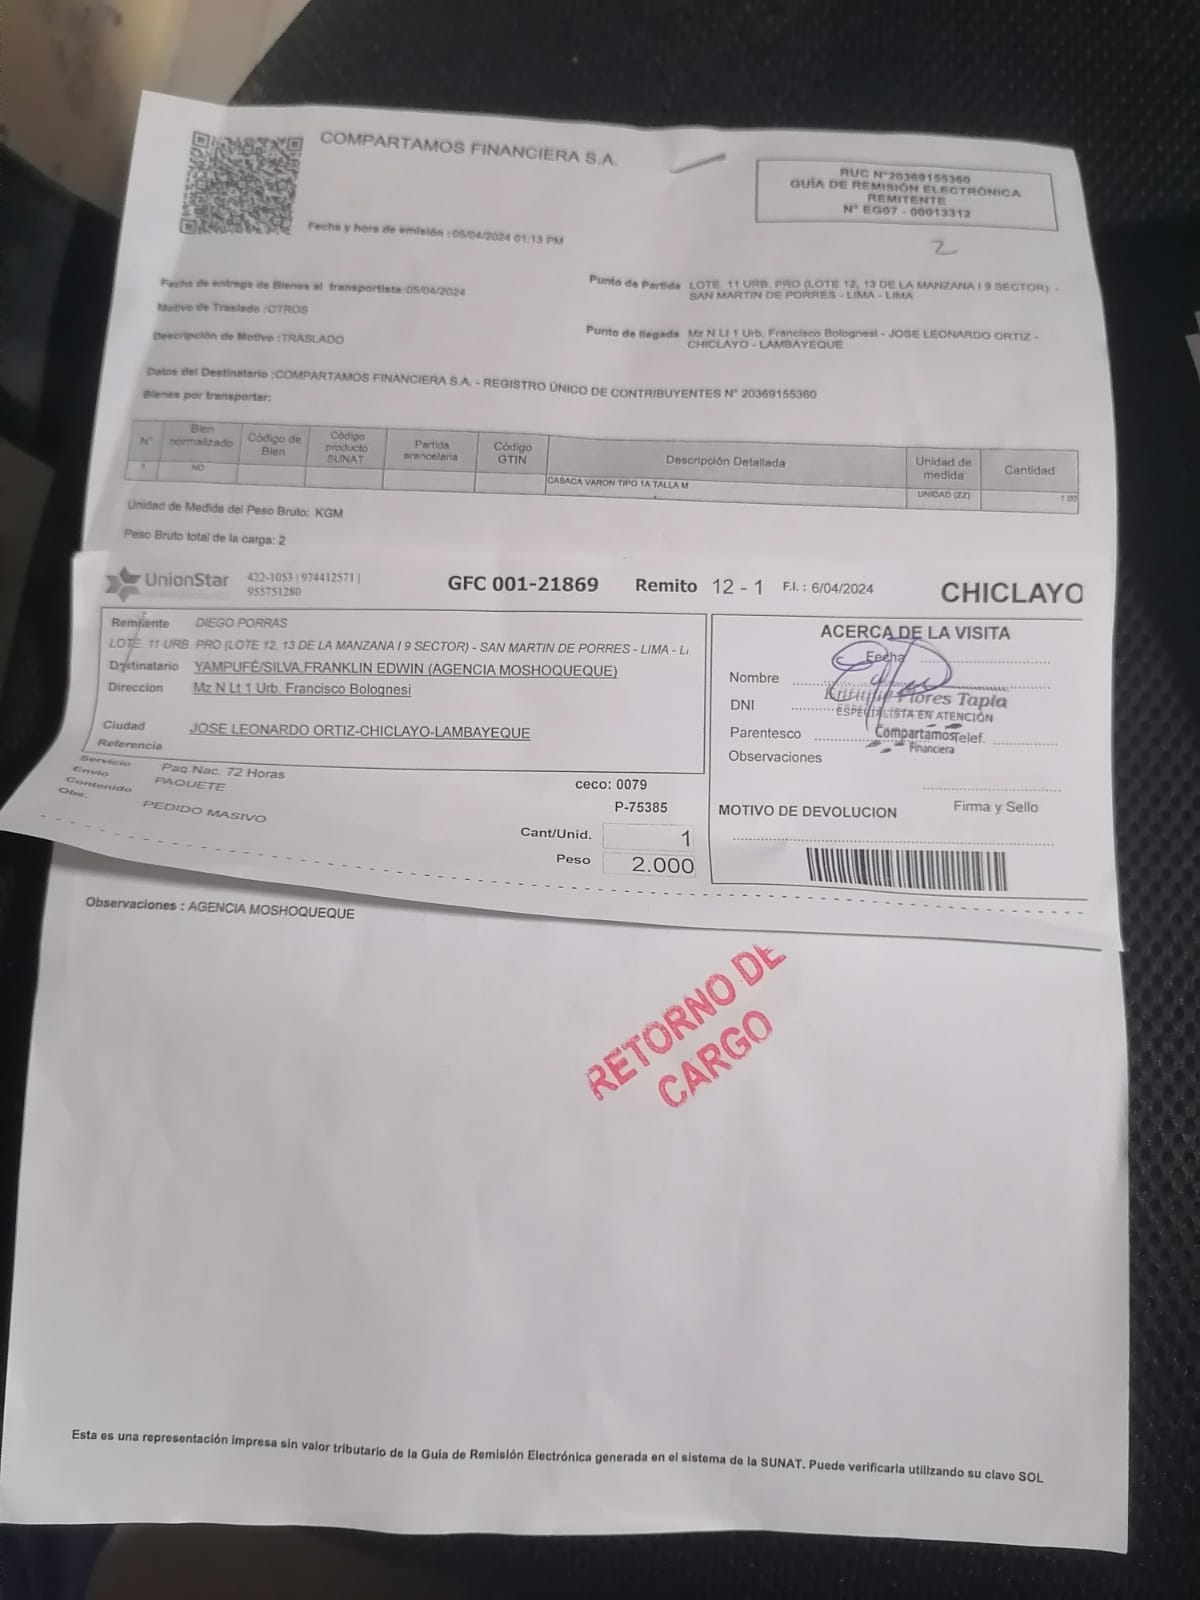 COMPARTAMOS FINANCIERA S.A.
RUC N°20369155360
GUÍA DE REMISIÓN ELECTRÓNICA
REMITENTE
N° EG07 - 00013312
Fecha y hora de emisión :05/04/2024 01:13 PM
2
Fecha de entrega de Bienes al transportista:05/04/2024
Motivo de Traslado :OTROS
Descripción de Motivo :TRASLADO
Punto de Partida LOTE. 11 URB. PRO (LOTE 12, 13 DE LA MANZANA I 9 SECTOR) -
SAN MARTIN DE PORRES - LIMA - LIMA
Punto de llegada Mz N Lt 1 Urb. Francisco Bolognesi - JOSE LEONARDO ORTIZ -
CHICLAYO - LAMBAYEQUE
Datos del Destinatario :COMPARTAMOS FINANCIERA S.A. - REGISTRO ÚNICO DE CONTRIBUYENTES N° 20369155360
Bienes por transportar:
N° Bien normalizado Código de Bien Código producto SUNAT Partida arancelaria Código GTIN Descripción Detallada Unidad de medida Cantidad
1 NO CASACA VARON TIPO 1A TALLA M UNIDAD (ZZ) 1.00
Unidad de Medida del Peso Bruto: KGM
Peso Bruto total de la carga: 2
UnionStar 422-1053 | 974412571 |
955751280
GFC 001-21869 Remito 12 - 1 F.I. : 6/04/2024 CHICLAYO
Remitente DIEGO PORRAS
LOTE. 11 URB. PRO (LOTE 12, 13 DE LA MANZANA I 9 SECTOR) - SAN MARTIN DE PORRES - LIMA - LI
Destinatario YAMPUFE/SILVA,FRANKLIN EDWIN (AGENCIA MOSHOQUEQUE)
Direccion Mz N Lt 1 Urb. Francisco Bolognesi
Ciudad JOSE LEONARDO ORTIZ-CHICLAYO-LAMBAYEQUE
Referencia
Servicio Paq Nac. 72 Horas
Envio PAQUETE
Contenido
Obs. PEDIDO MASIVO
ceco: 0079
P-75385
Cant/Unid. 1
Peso 2.000
ACERCA DE LA VISITA
Fecha
Nombre
Flores Tapia
DNI
ESPECIALISTA EN ATENCIÓN
Parentesco Compartamos Telef.
Financiera
Observaciones
MOTIVO DE DEVOLUCION Firma y Sello
Observaciones : AGENCIA MOSHOQUEQUE
RETORNO DE
CARGO
Esta es una representación impresa sin valor tributario de la Guía de Remisión Electrónica generada en el sistema de la SUNAT. Puede verificarla utilizando su clave SOL